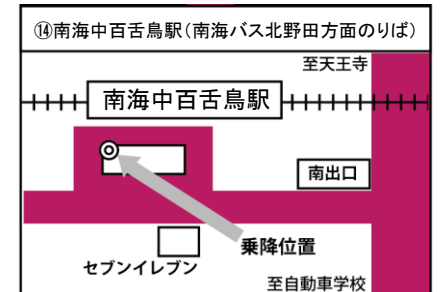 ⑭南海中百舌鳥駅(南海バス北野田方面のりば)
至天王寺
南海中百舌鳥駅
南出口
乗降位置
セブンイレブン
至自動車学校